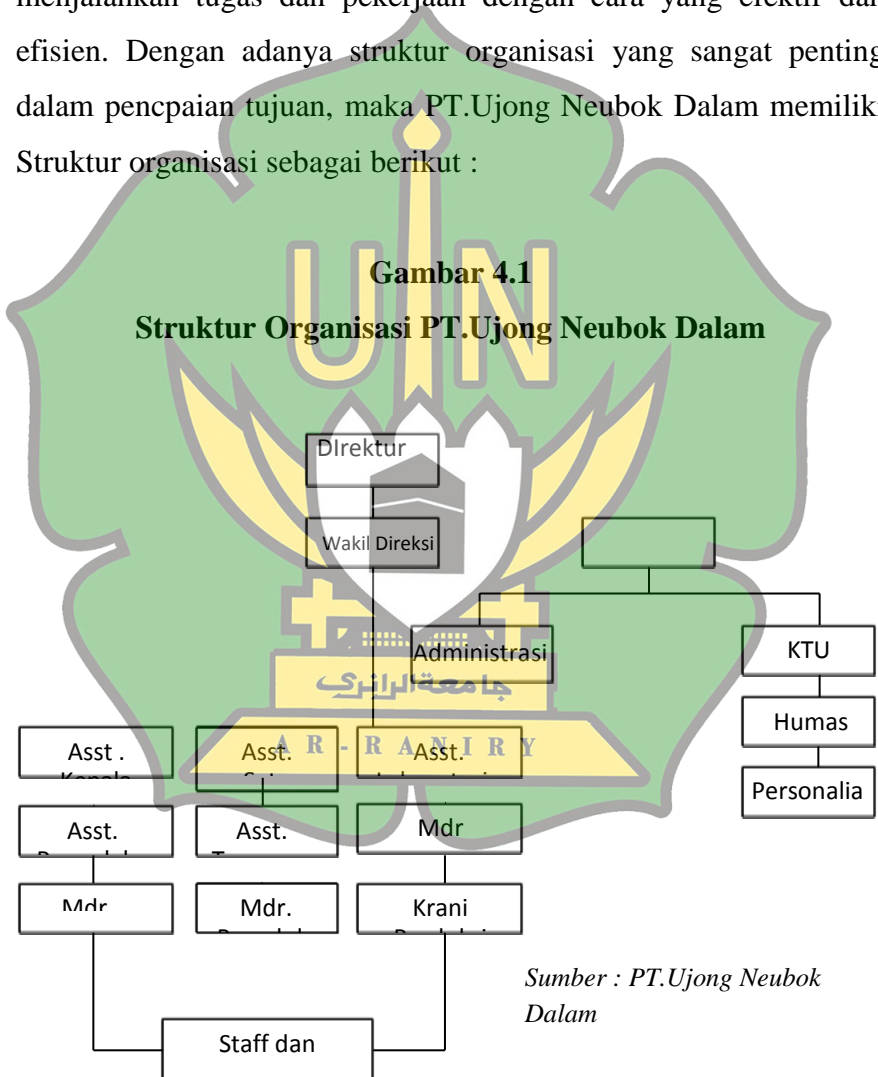 menjalankan tugas dan pekerjaan dengan cara yang efektif dan
efisien. Dengan adanya struktur organisasi yang sangat penting
dalam pencpaian tujuan, maka PT.Ujong Neubok Dalam memiliki
Struktur organisasi sebagai berikut :
UIN
Gambar 4.1
Struktur Organisasi PT.Ujong Neubok Dalam
DIrektur
Wakil Direksi
Administrasi
KTU
جامعة الرانري
Humas
AR-RANIRY
Asst .
Asst.
Asst.
Personalia
Asst.
Asst.
Mdr
Mdr
Mdr.
Krani
Sumber : PT.Ujong Neubok
Dalam
Staff dan